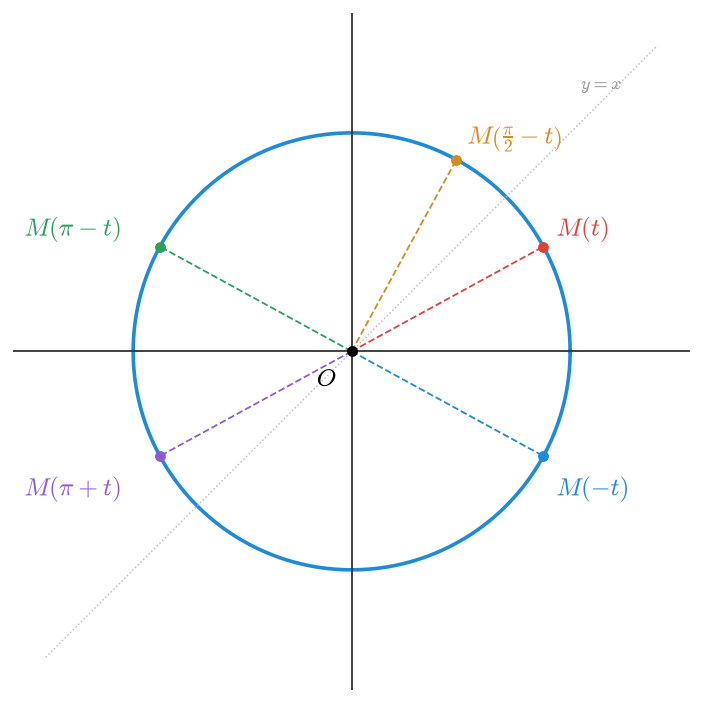 y = x
M(π/2 − t)
M(π − t)
M(t)
O
M(π + t)
M(−t)